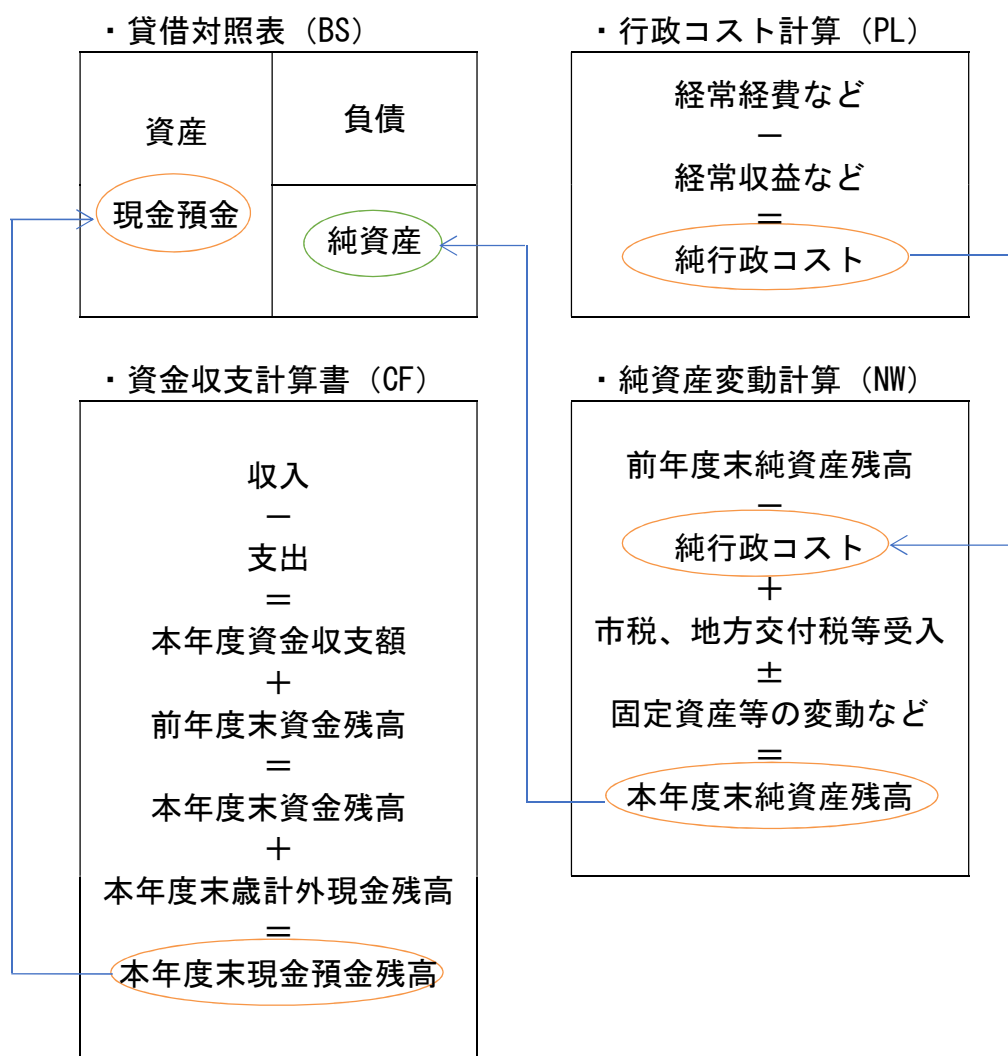 ・貸借対照表（BS）
資産
現金預金
負債
純資産
・行政コスト計算（PL）
経常経費など
－
経常収益など
＝
純行政コスト
・資金収支計算書（CF）
収入
－
支出
＝
本年度資金収支額
＋
前年度末資金残高
＝
本年度末資金残高
＋
本年度末歳計外現金残高
＝
本年度末現金預金残高
・純資産変動計算（NW）
前年度末純資産残高
－
純行政コスト
＋
市税、地方交付税等受入
±
固定資産等の変動など
＝
本年度末純資産残高